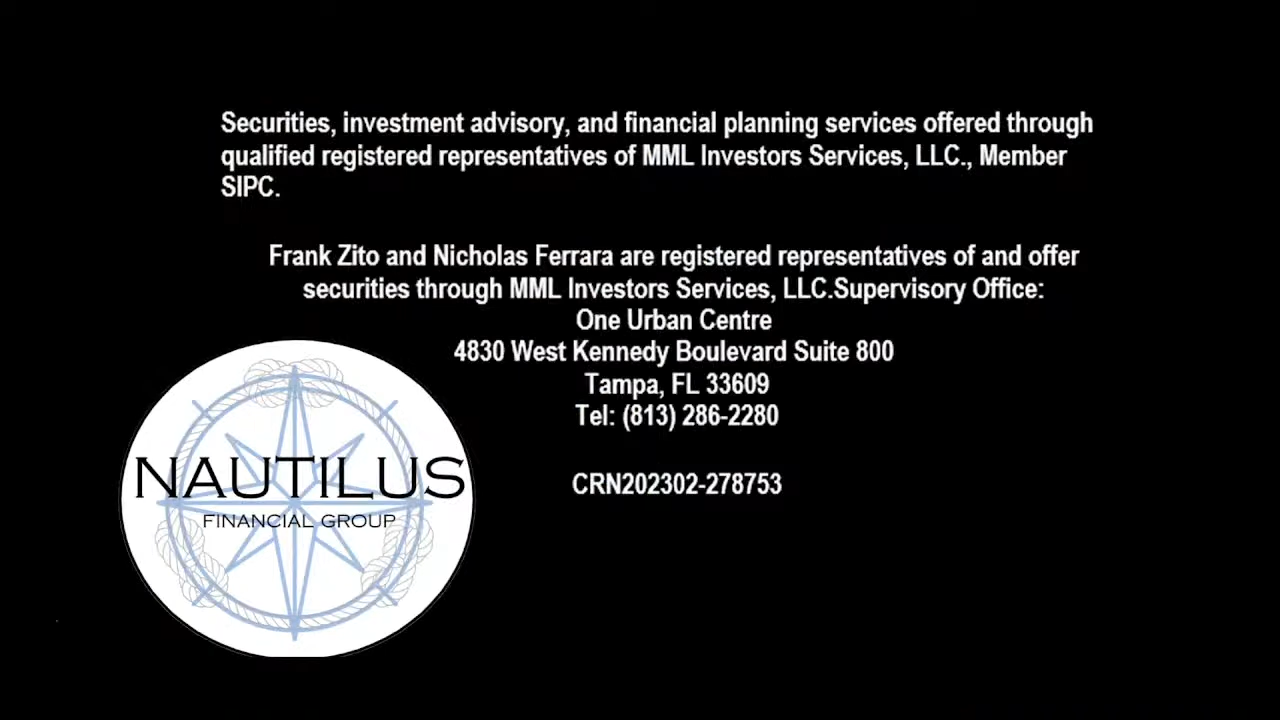 Securities, investment advisory, and financial planning services offered through
qualified registered representatives of MML Investors Services, LLC., Member
SIPC.
Frank Zito and Nicholas Ferrara are registered representatives of and offer
securities through MML Investors Services, LLC.Supervisory Office:
One Urban Centre
4830 West Kennedy Boulevard Suite 800
Tampa, FL 33609
Tel: (813) 286-2280
CRN202302-278753
NAUTILUS
FINANCIAL GROUP